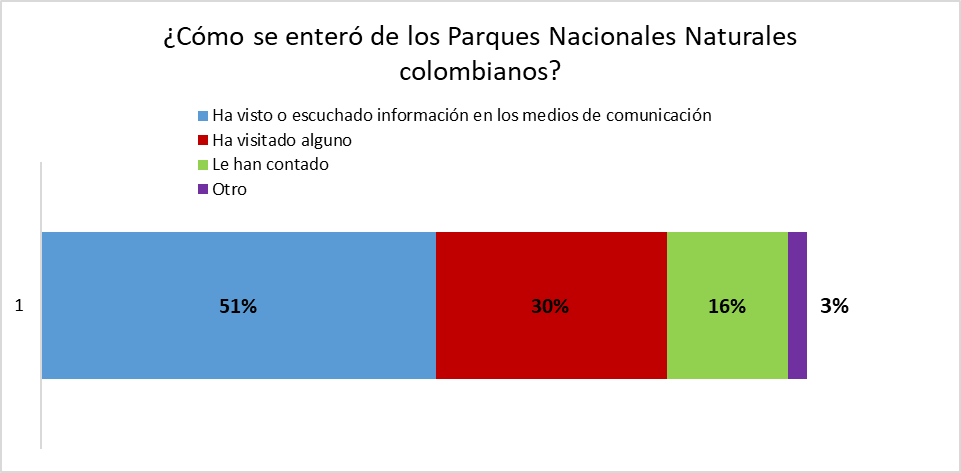 ¿Cómo se enteró de los Parques Nacionales Naturales
colombianos?
Ha visto o escuchado información en los medios de comunicación
Ha visitado alguno
Le han contado
Otro
1
51%
30%
16%
3%